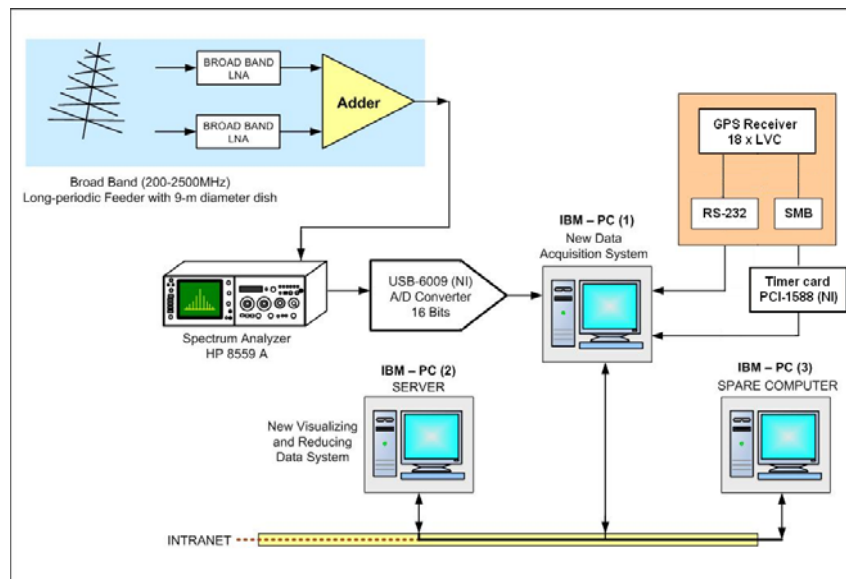 BROAD BAND
LNA
BROAD BAND
LNA
Adder
Broad Band (200-2500MHz)
Long-periodic Feeder with 9-m diameter dish
GPS Receiver
18 x LVC
RS-232
SMB
Timer card
PCI-1588 (NI)
IBM – PC (1)
New Data
Acquisition System
USB-6009 (NI)
A/D Converter
16 Bits
Spectrum Analyzer
HP 8559 A
IBM – PC (2)
SERVER
New Visualizing
and Reducing
Data System
IBM – PC (3)
SPARE COMPUTER
INTRANET